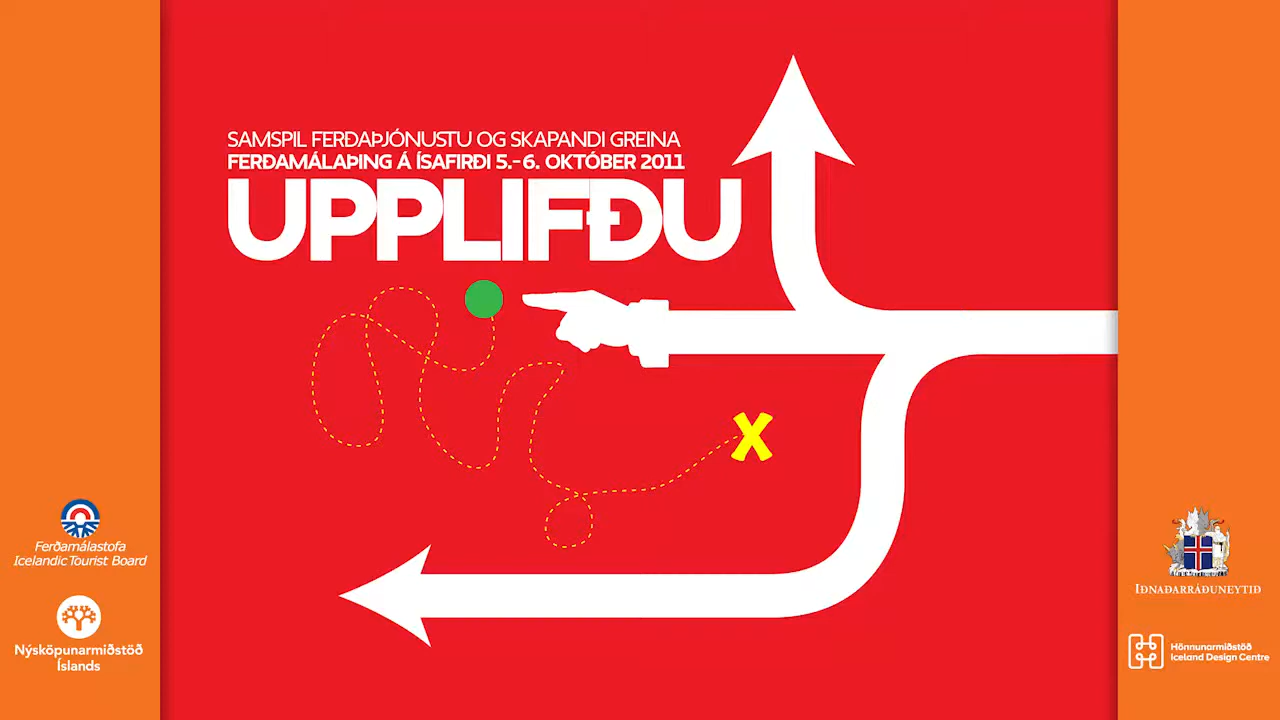 SAMSPIL FERÐAÞJÓNUSTU OG SKAPANDI GREINA
FERÐAMÁLAÞING Á ÍSAFIRÐI 5.-6. OKTÓBER 2011
UPPLIFÐU
X
Ferðamálastofa
Icelandic Tourist Board
Nýsköpunarmiðstöð
Íslands
IÐNAÐARRÁÐUNEYTIÐ
Hönnunarmiðstöð
Iceland Design Centre